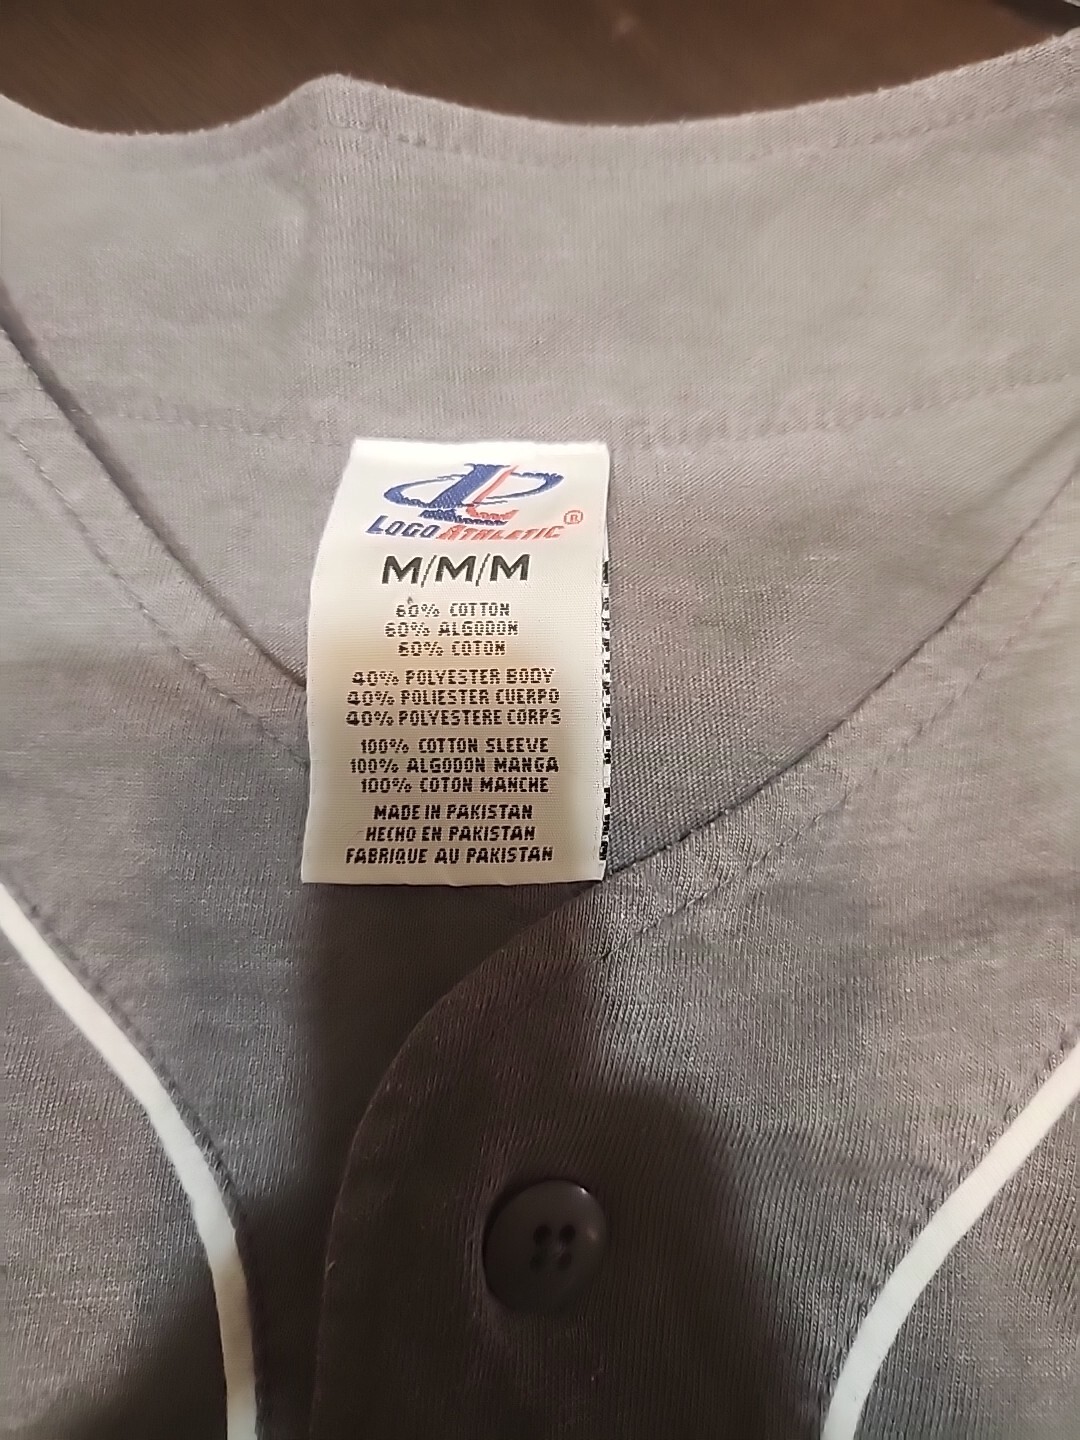 LOGO ATHLETIC ®
M/M/M
60% COTTON
60% ALGODON
60% COTON
40% POLYESTER BODY
40% POLIESTER CUERPO
40% POLYESTERE CORPS
100% COTTON SLEEVE
100% ALGODON MANGA
100% COTON MANCHE
MADE IN PAKISTAN
HECHO EN PAKISTAN
FABRIQUE AU PAKISTAN